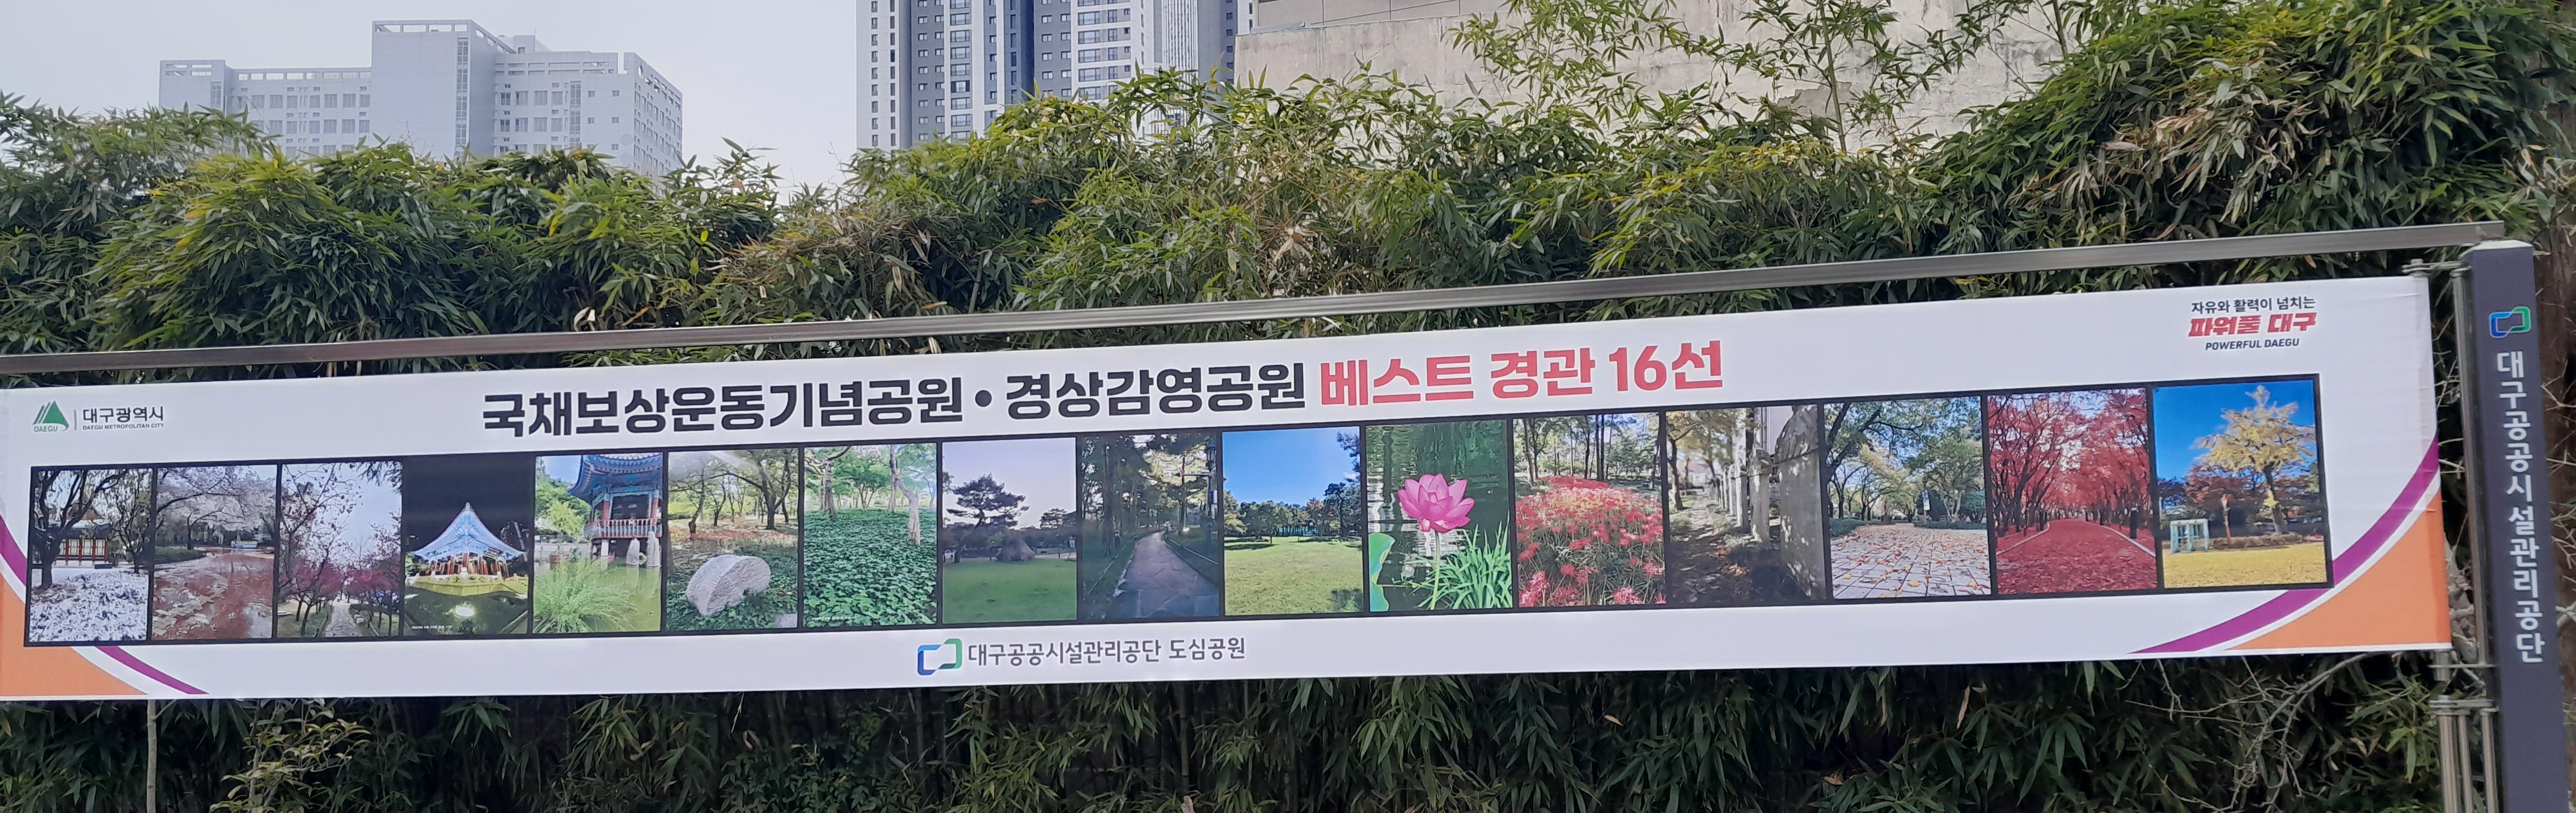 자유와 활력이 넘치는
파워풀 대구
POWERFUL DAEGU
대구광역시
DAEGU METROPOLITAN CITY
DAEGU
국채보상운동기념공원 • 경상감영공원 베스트 경관 16선
대구공공시설관리공단 도심공원
대구공공시설관리공단